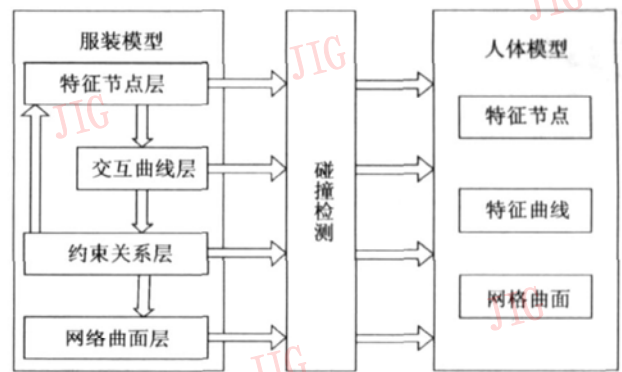 服装模型
特征节点层
交互曲线层
约束关系层
网络曲面层
碰撞检测
人体模型
特征节点
特征曲线
网格曲面
JIG
JIG
JIG
JIG
JIG